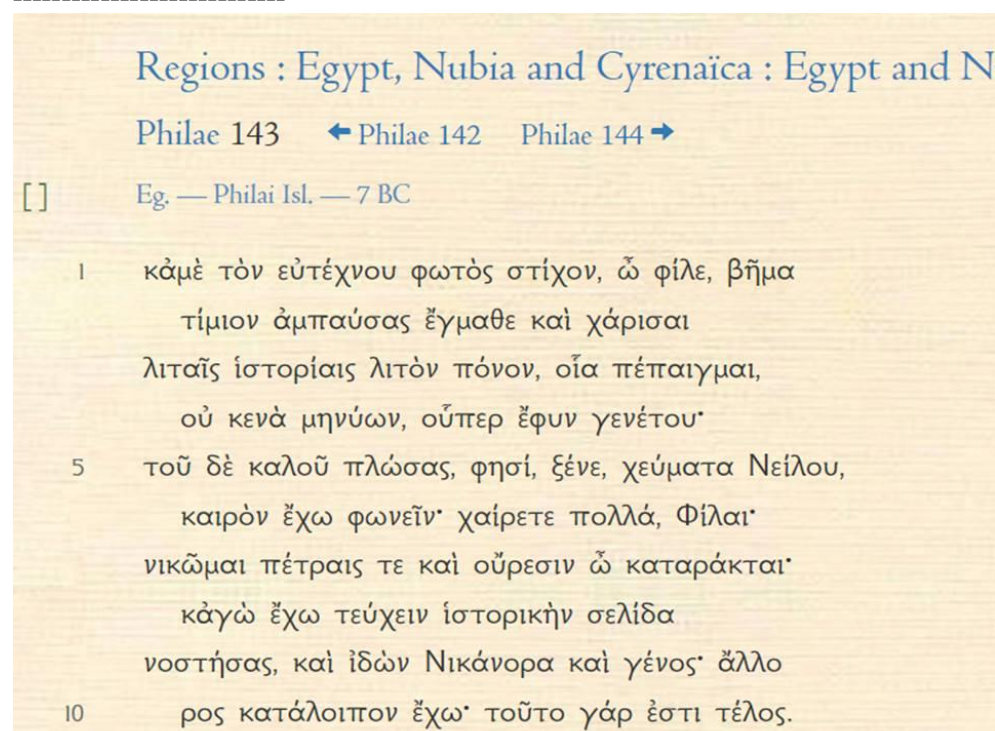 Regions : Egypt, Nubia and Cyrenaïca : Egypt and N
Philae 143 Philae 142 Philae 144
[] Eg. — Philai Isl. — 7 BC
1 κἀμὲ τὸν εὐτέχνου φωτὸς στίχον, ὦ φίλε, βῆμα
τίμιον ἀμπαύσας ἔγμαθε καὶ χάρισαι
λιταῖς ἱστορίαις λιτὸν πόνον, οἷα πέπαιγμαι,
οὐ κενὰ μηνύων, οὗπερ ἔφυν γενέτου·
5 τοῦ δὲ καλοῦ πλώσας, φησί, ξένε, χεύματα Νείλου,
καιρὸν ἔχω φωνεῖν· χαίρετε πολλά, Φίλαι·
νικῶμαι πέτραις τε καὶ οὔρεσιν ὦ καταράκται·
κἀγὼ ἔχω τεύχειν ἱστορικὴν σελίδα
νοστήσας, καὶ ἰδὼν Νικάνορα καὶ γένος· ἄλλο
10 ρος κατάλοιπον ἔχω· τοῦτο γάρ ἐστι τέλος.